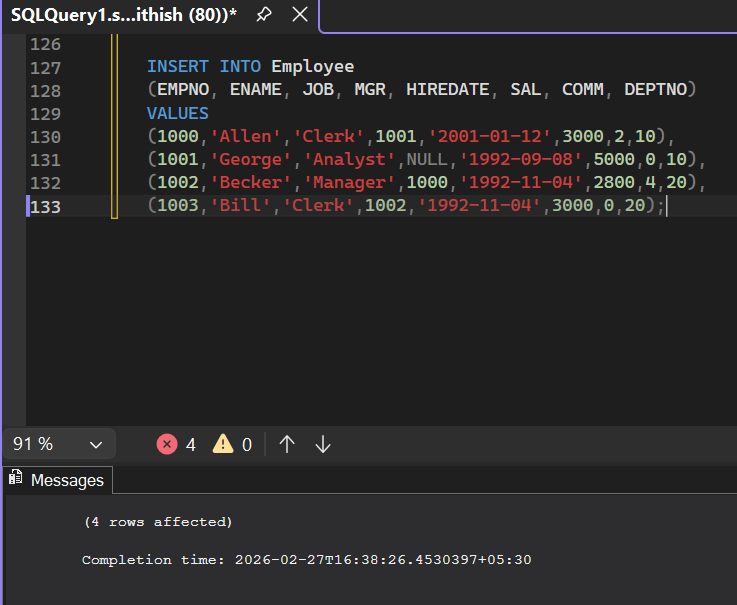 SQLQuery1.s...ithish (80))*
126
127 INSERT INTO Employee
128 (EMPNO, ENAME, JOB, MGR, HIREDATE, SAL, COMM, DEPTNO)
129 VALUES
130 (1000,'Allen','Clerk',1001,'2001-01-12',3000,2,10),
131 (1001,'George','Analyst',NULL,'1992-09-08',5000,0,10),
132 (1002,'Becker','Manager',1000,'1992-11-04',2800,4,20),
133 (1003,'Bill','Clerk',1002,'1992-11-04',3000,0,20);
91 % 4 0
Messages
(4 rows affected)
Completion time: 2026-02-27T16:38:26.4530397+05:30